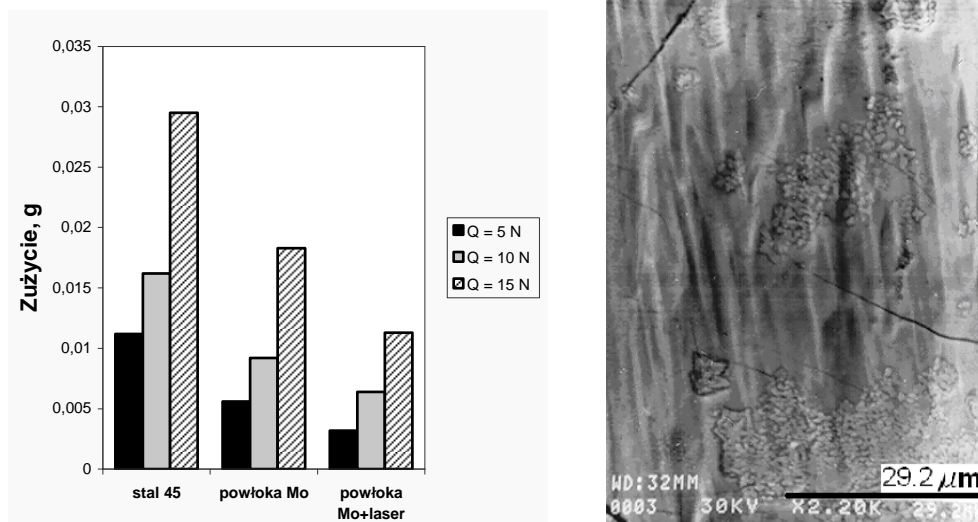 0,035
0,03
0,025
0,02
0,015
0,01
0,005
0
Zużycie, g
stal 45
powłoka Mo
powłoka
Mo+laser
Q = 5 N
Q = 10 N
Q = 15 N
29.2 µm
WD:32MM
0003 30KV X2.20K